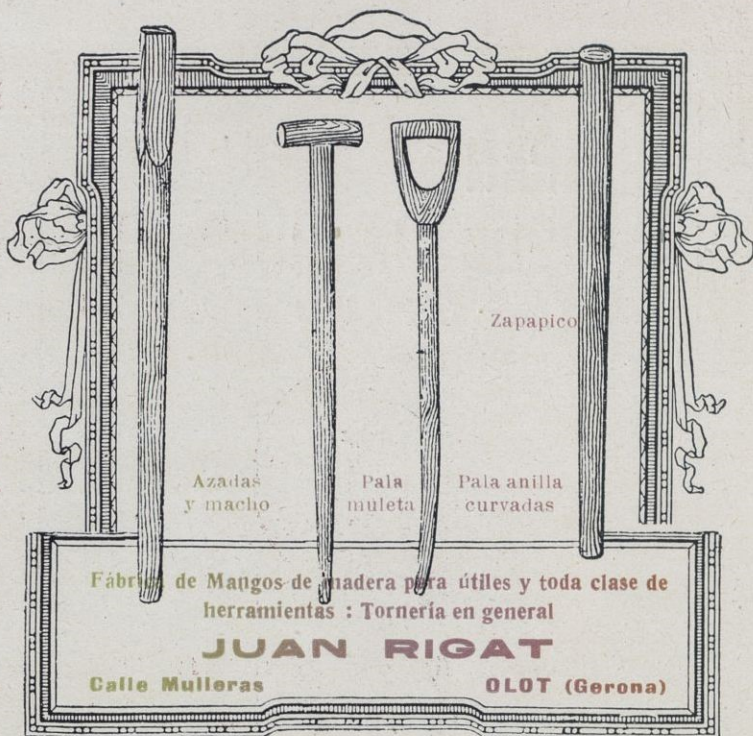 Zapapico
Azadas
y macho
Pala
muleta
Pala anilla
curvadas
Fábrica de Mangos de madera para útiles y toda clase de
herramientas : Tornería en general
JUAN RIGAT
Calle Mulleras
OLOT (Gerona)